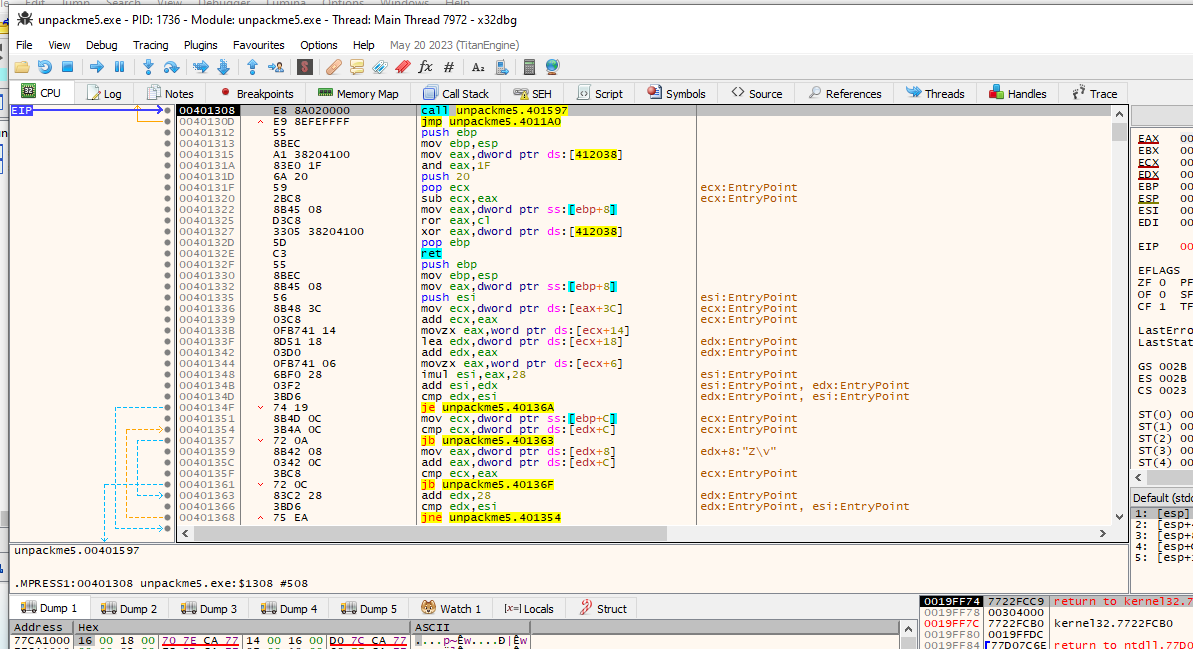 unpackme5.exe - PID: 1736 - Module: unpackme5.exe - Thread: Main Thread 7972 - x32dbg
File View Debug Tracing Plugins Favourites Options Help May 20 2023 (TitanEngine)
CPU Log Notes Breakpoints Memory Map Call Stack SEH Script Symbols Source References Threads Handles Trace
EIP 00401308 E8 8A020000 call unpackme5.401597
0040130D E9 8EFEFFFF jmp unpackme5.4011A0
00401312 55 push ebp
00401313 8BEC mov ebp,esp
00401315 A1 38204100 mov eax,dword ptr ds:[412038]
0040131A 83E0 1F and eax,1F
0040131D 6A 20 push 20
0040131F 59 pop ecx ecx:EntryPoint
00401320 2BC8 sub ecx,eax ecx:EntryPoint
00401322 8B45 08 mov eax,dword ptr ss:[ebp+8]
00401325 D3C8 ror eax,cl
00401327 3305 38204100 xor eax,dword ptr ds:[412038]
0040132D 5D pop ebp
0040132E C3 ret
0040132F 55 push ebp
00401330 8BEC mov ebp,esp
00401332 8B45 08 mov eax,dword ptr ss:[ebp+8]
00401335 56 push esi esi:EntryPoint
00401336 8B48 3C mov ecx,dword ptr ds:[eax+3C] ecx:EntryPoint
00401339 03C8 add ecx,eax ecx:EntryPoint
0040133B 0FB741 14 movzx eax,word ptr ds:[ecx+14]
0040133F 8D51 18 lea edx,dword ptr ds:[ecx+18] edx:EntryPoint
00401342 03D0 add edx,eax edx:EntryPoint
00401344 0FB741 06 movzx eax,word ptr ds:[ecx+6]
00401348 6BF0 28 imul esi,eax,28 esi:EntryPoint
0040134B 03F2 add esi,edx esi:EntryPoint, edx:EntryPoint
0040134D 3BD6 cmp edx,esi edx:EntryPoint, esi:EntryPoint
0040134F 74 19 je unpackme5.40136A
00401351 8B4D 0C mov ecx,dword ptr ss:[ebp+C] ecx:EntryPoint
00401354 3B4A 0C cmp ecx,dword ptr ds:[edx+C] ecx:EntryPoint
00401357 72 0A jb unpackme5.401363
00401359 8B42 08 mov eax,dword ptr ds:[edx+8] edx+8:"Z\v"
0040135C 0342 0C add eax,dword ptr ds:[edx+C]
0040135F 3BC8 cmp ecx,eax ecx:EntryPoint
00401361 72 0C jb unpackme5.40136F
00401363 83C2 28 add edx,28 edx:EntryPoint
00401366 3BD6 cmp edx,esi edx:EntryPoint, esi:EntryPoint
00401368 75 EA jne unpackme5.401354
EAX 00
EBX 00
ECX 00
EDX 00
EBP 00
ESP 00
ESI 00
EDI 00
EIP 00
EFLAGS
ZF 0 PF
OF 0 SF
CF 1 TF
LastErro
LastStat
GS 002B
ES 002B
CS 0023
ST(0) 00
ST(1) 00
ST(2) 00
ST(3) 00
ST(4) 00
Default (stdc
1: [esp]
2: [esp+
3: [esp+
4: [esp+
5: [esp+
unpackme5.00401597
.MPRESS1:00401308 unpackme5.exe:$1308 #508
Dump 1 Dump 2 Dump 3 Dump 4 Dump 5 Watch 1 Locals Struct
Address Hex ASCII
77CA1000 16 00 18 00 70 7E CA 77 14 00 16 00 D0 7C CA 77 ....p~Êw....Ð|Êw
0019FF74 7722FCC9 return to kernel32.7
0019FF78 00304000
0019FF7C 7722FCB0 kernel32.7722FCB0
0019FF80 0019FFDC
0019FF84 77D07C6E return to ntdll.77D0